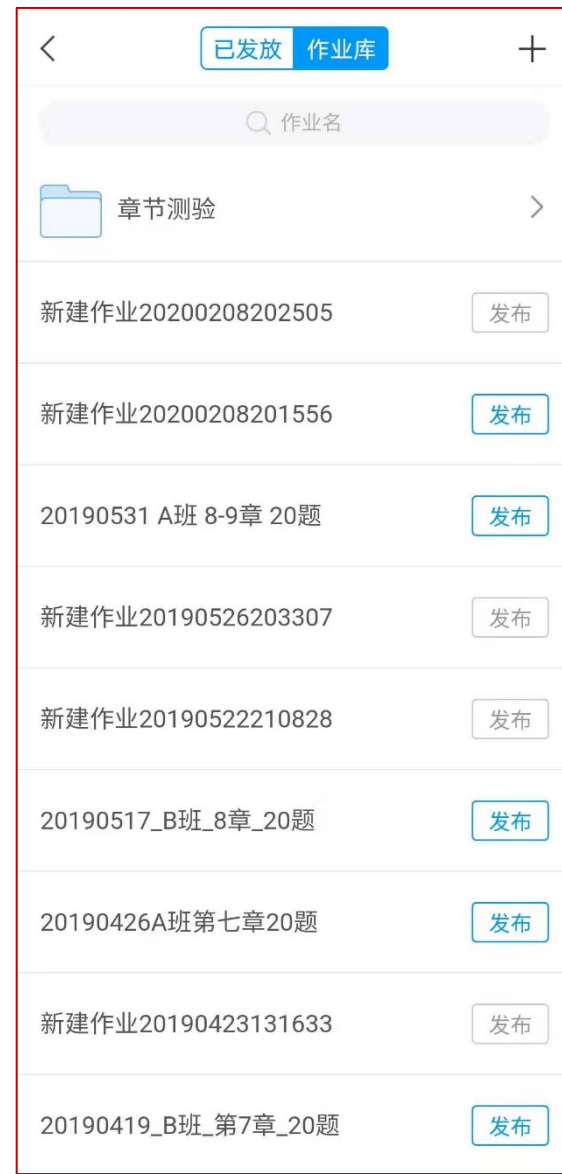 已发放 作业库
作业名
章节测验
新建作业20200208202505 发布
新建作业20200208201556 发布
20190531 A班 8-9章 20题 发布
新建作业20190526203307 发布
新建作业20190522210828 发布
20190517_B班_8章_20题 发布
20190426A班第七章20题 发布
新建作业20190423131633 发布
20190419_B班_第7章_20题 发布